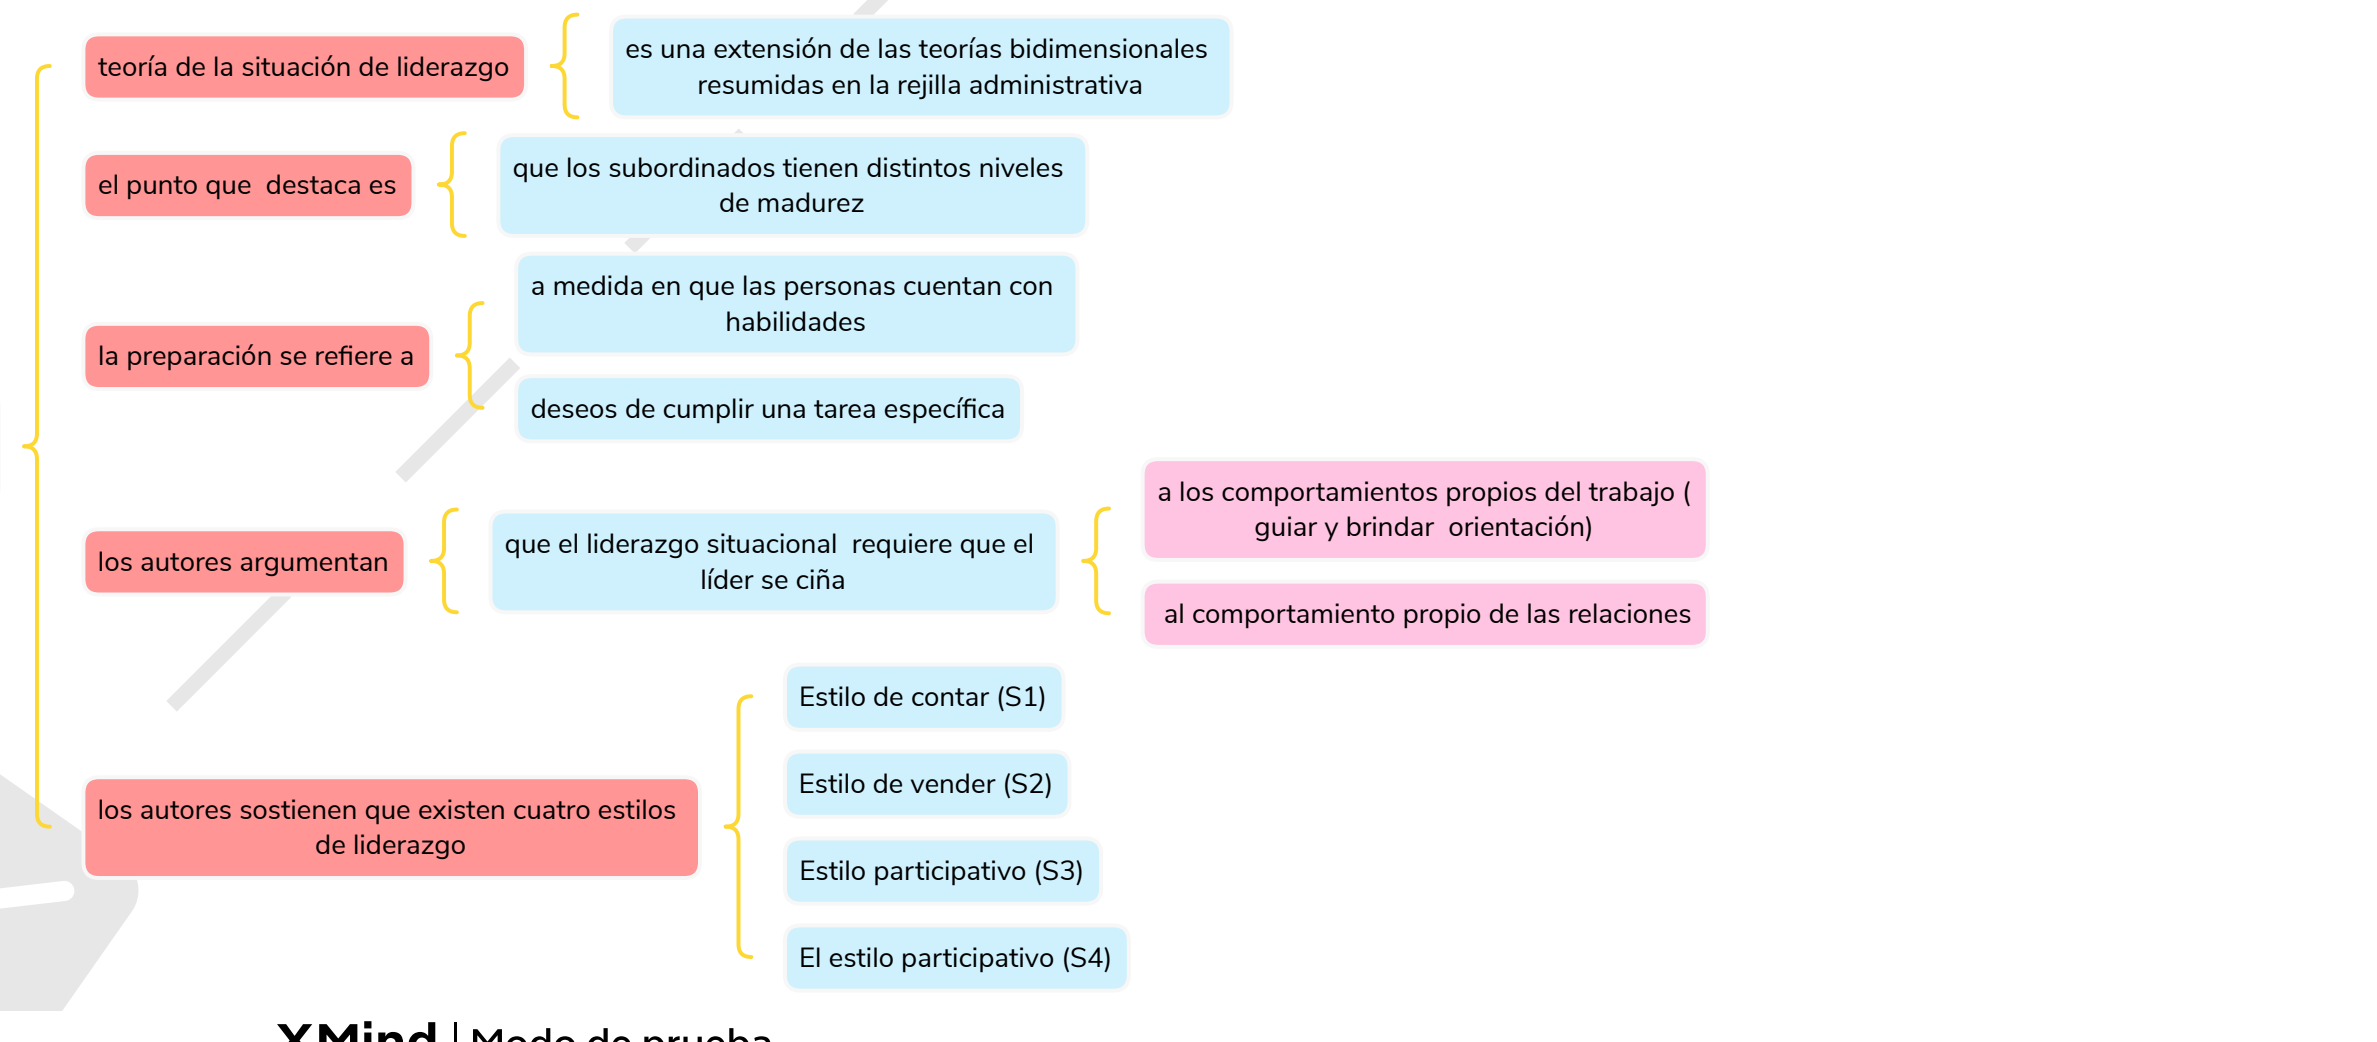 teoría de la situación de liderazgo
es una extensión de las teorías bidimensionales
resumidas en la rejilla administrativa
el punto que  destaca es
que los subordinados tienen distintos niveles
de madurez
la preparación se refiere a
a medida en que las personas cuentan con
habilidades
deseos de cumplir una tarea específica
los autores argumentan
que el liderazgo situacional  requiere que el
líder se ciña
a los comportamientos propios del trabajo (
guiar y brindar  orientación)
al comportamiento propio de las relaciones
los autores sostienen que existen cuatro estilos
de liderazgo
Estilo de contar (S1)
Estilo de vender (S2)
Estilo participativo (S3)
El estilo participativo (S4)
XMind | Modo de prueba